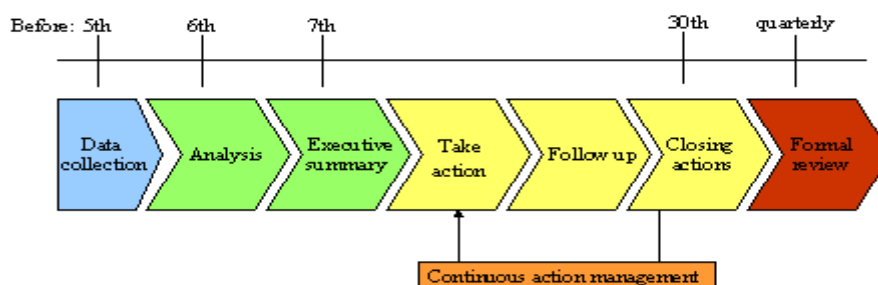 Before: 5th 6th 7th 30th quarterly
Data
collection
Analysis
Executive
summary
Take
action
Follow up
Closing
actions
Formal
review
Continuous action management